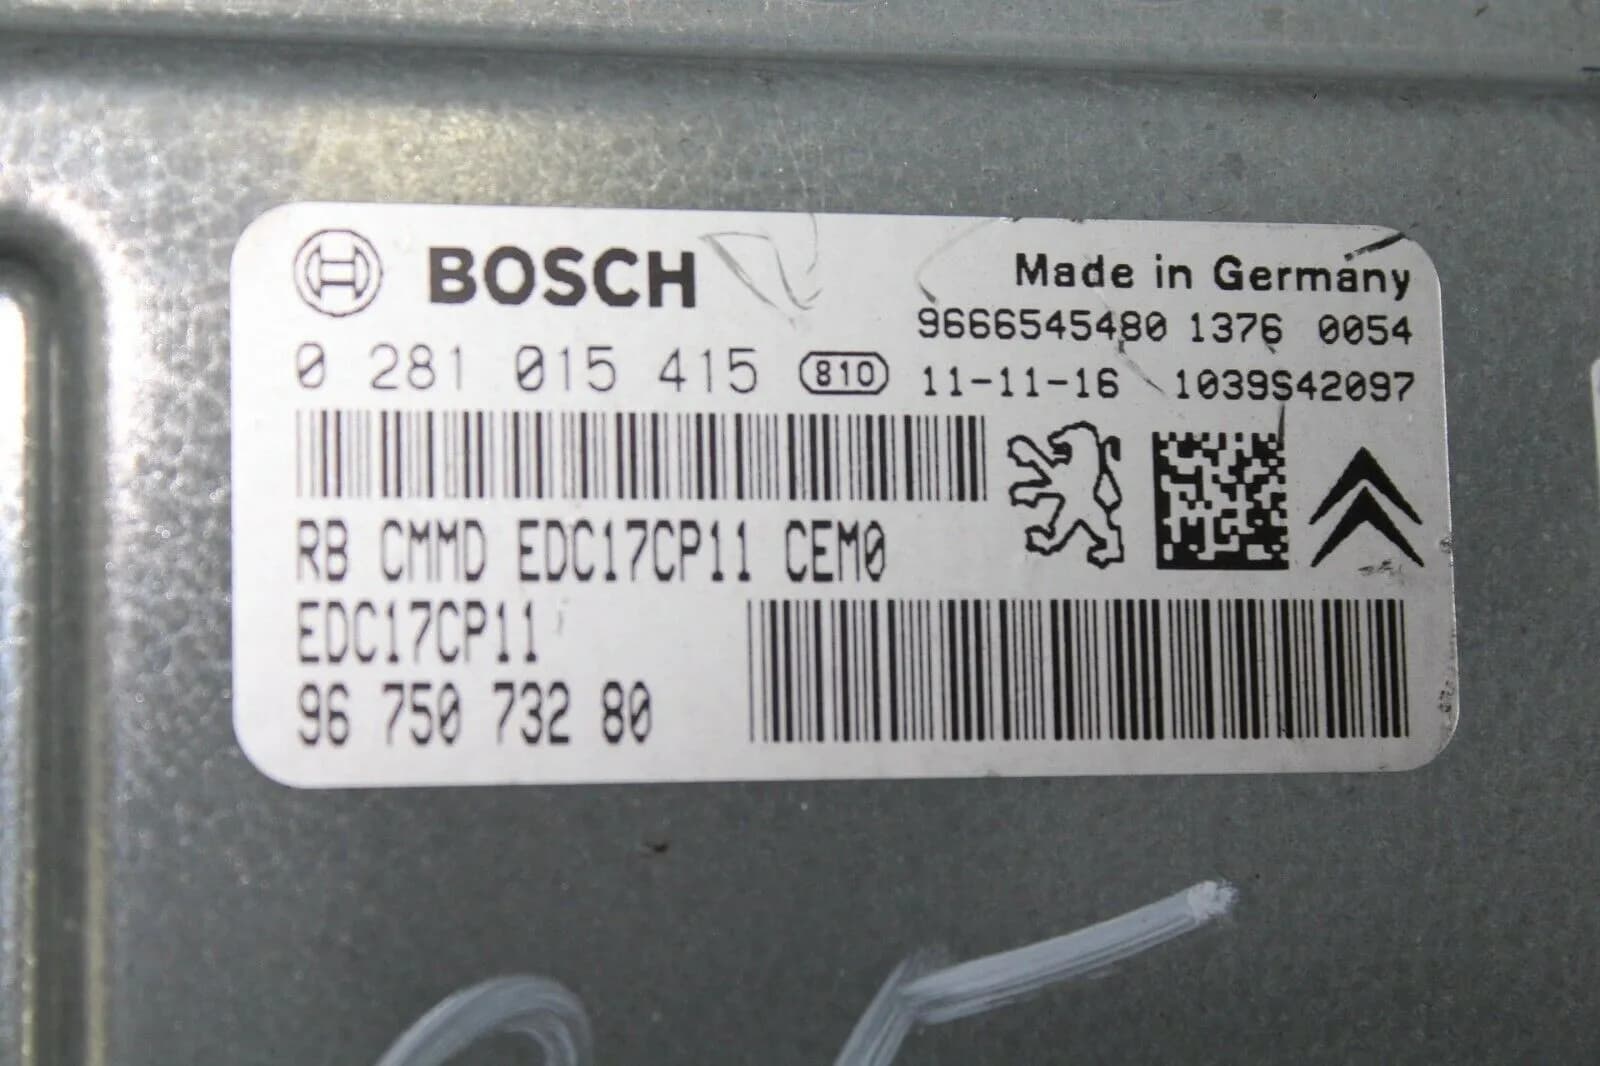 BOSCH
Made in Germany
9666545480 1376 0054
0 281 015 415 810
11-11-16 1039S42097
RB CMMD EDC17CP11 CEM0
EDC17CP11
96 750 732 80